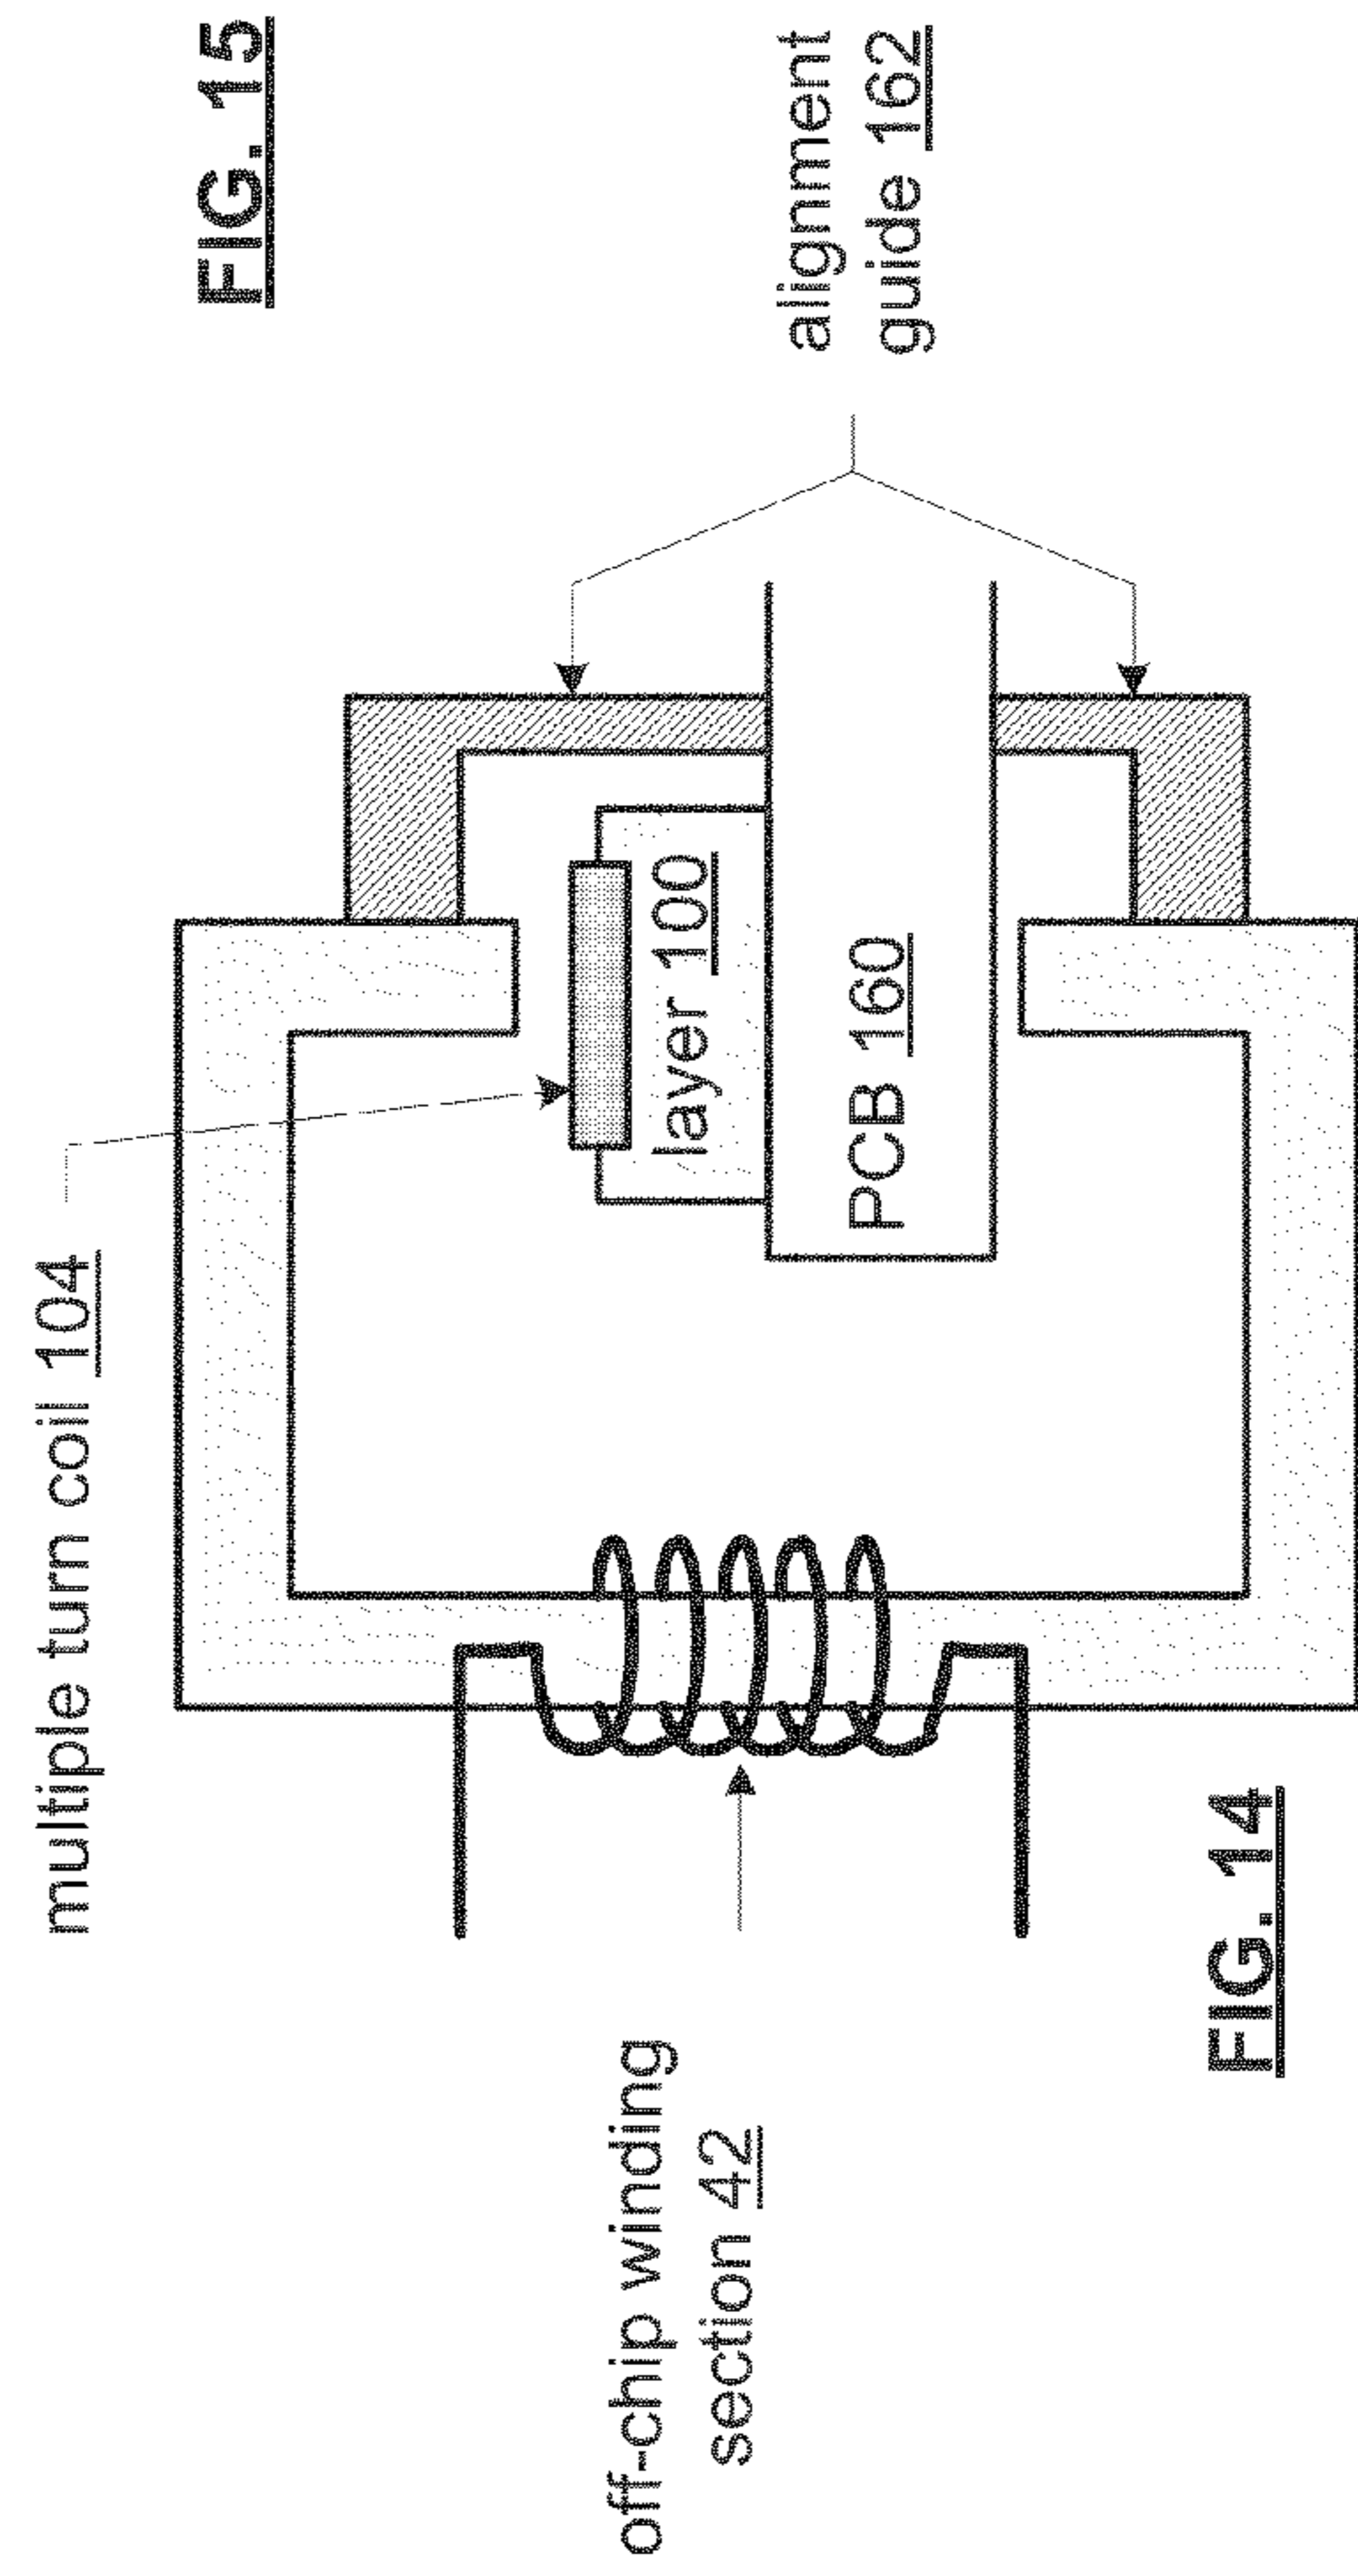 FIG. 15
multiple turn coil 104
layer 100
PCB 160
alignment
guide 162
off-chip winding
section 42
FIG. 14